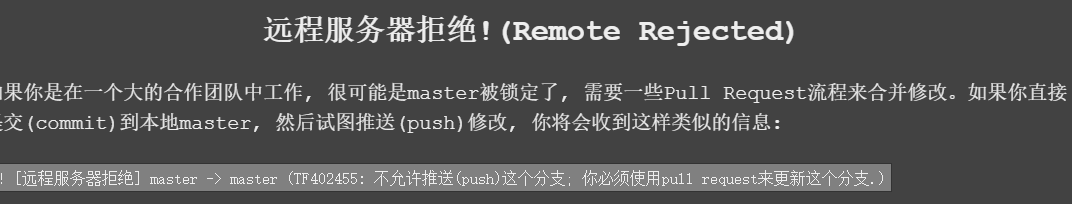 远程服务器拒绝!(Remote Rejected)
果你是在一个大的合作团队中工作, 很可能是master被锁定了, 需要一些Pull Request流程来合并修改。如果你直接
交(commit)到本地master, 然后试图推送(push)修改, 你将会收到这样类似的信息:
! [远程服务器拒绝] master -> master (TF402455: 不允许推送(push)这个分支; 你必须使用pull request来更新这个分支.)